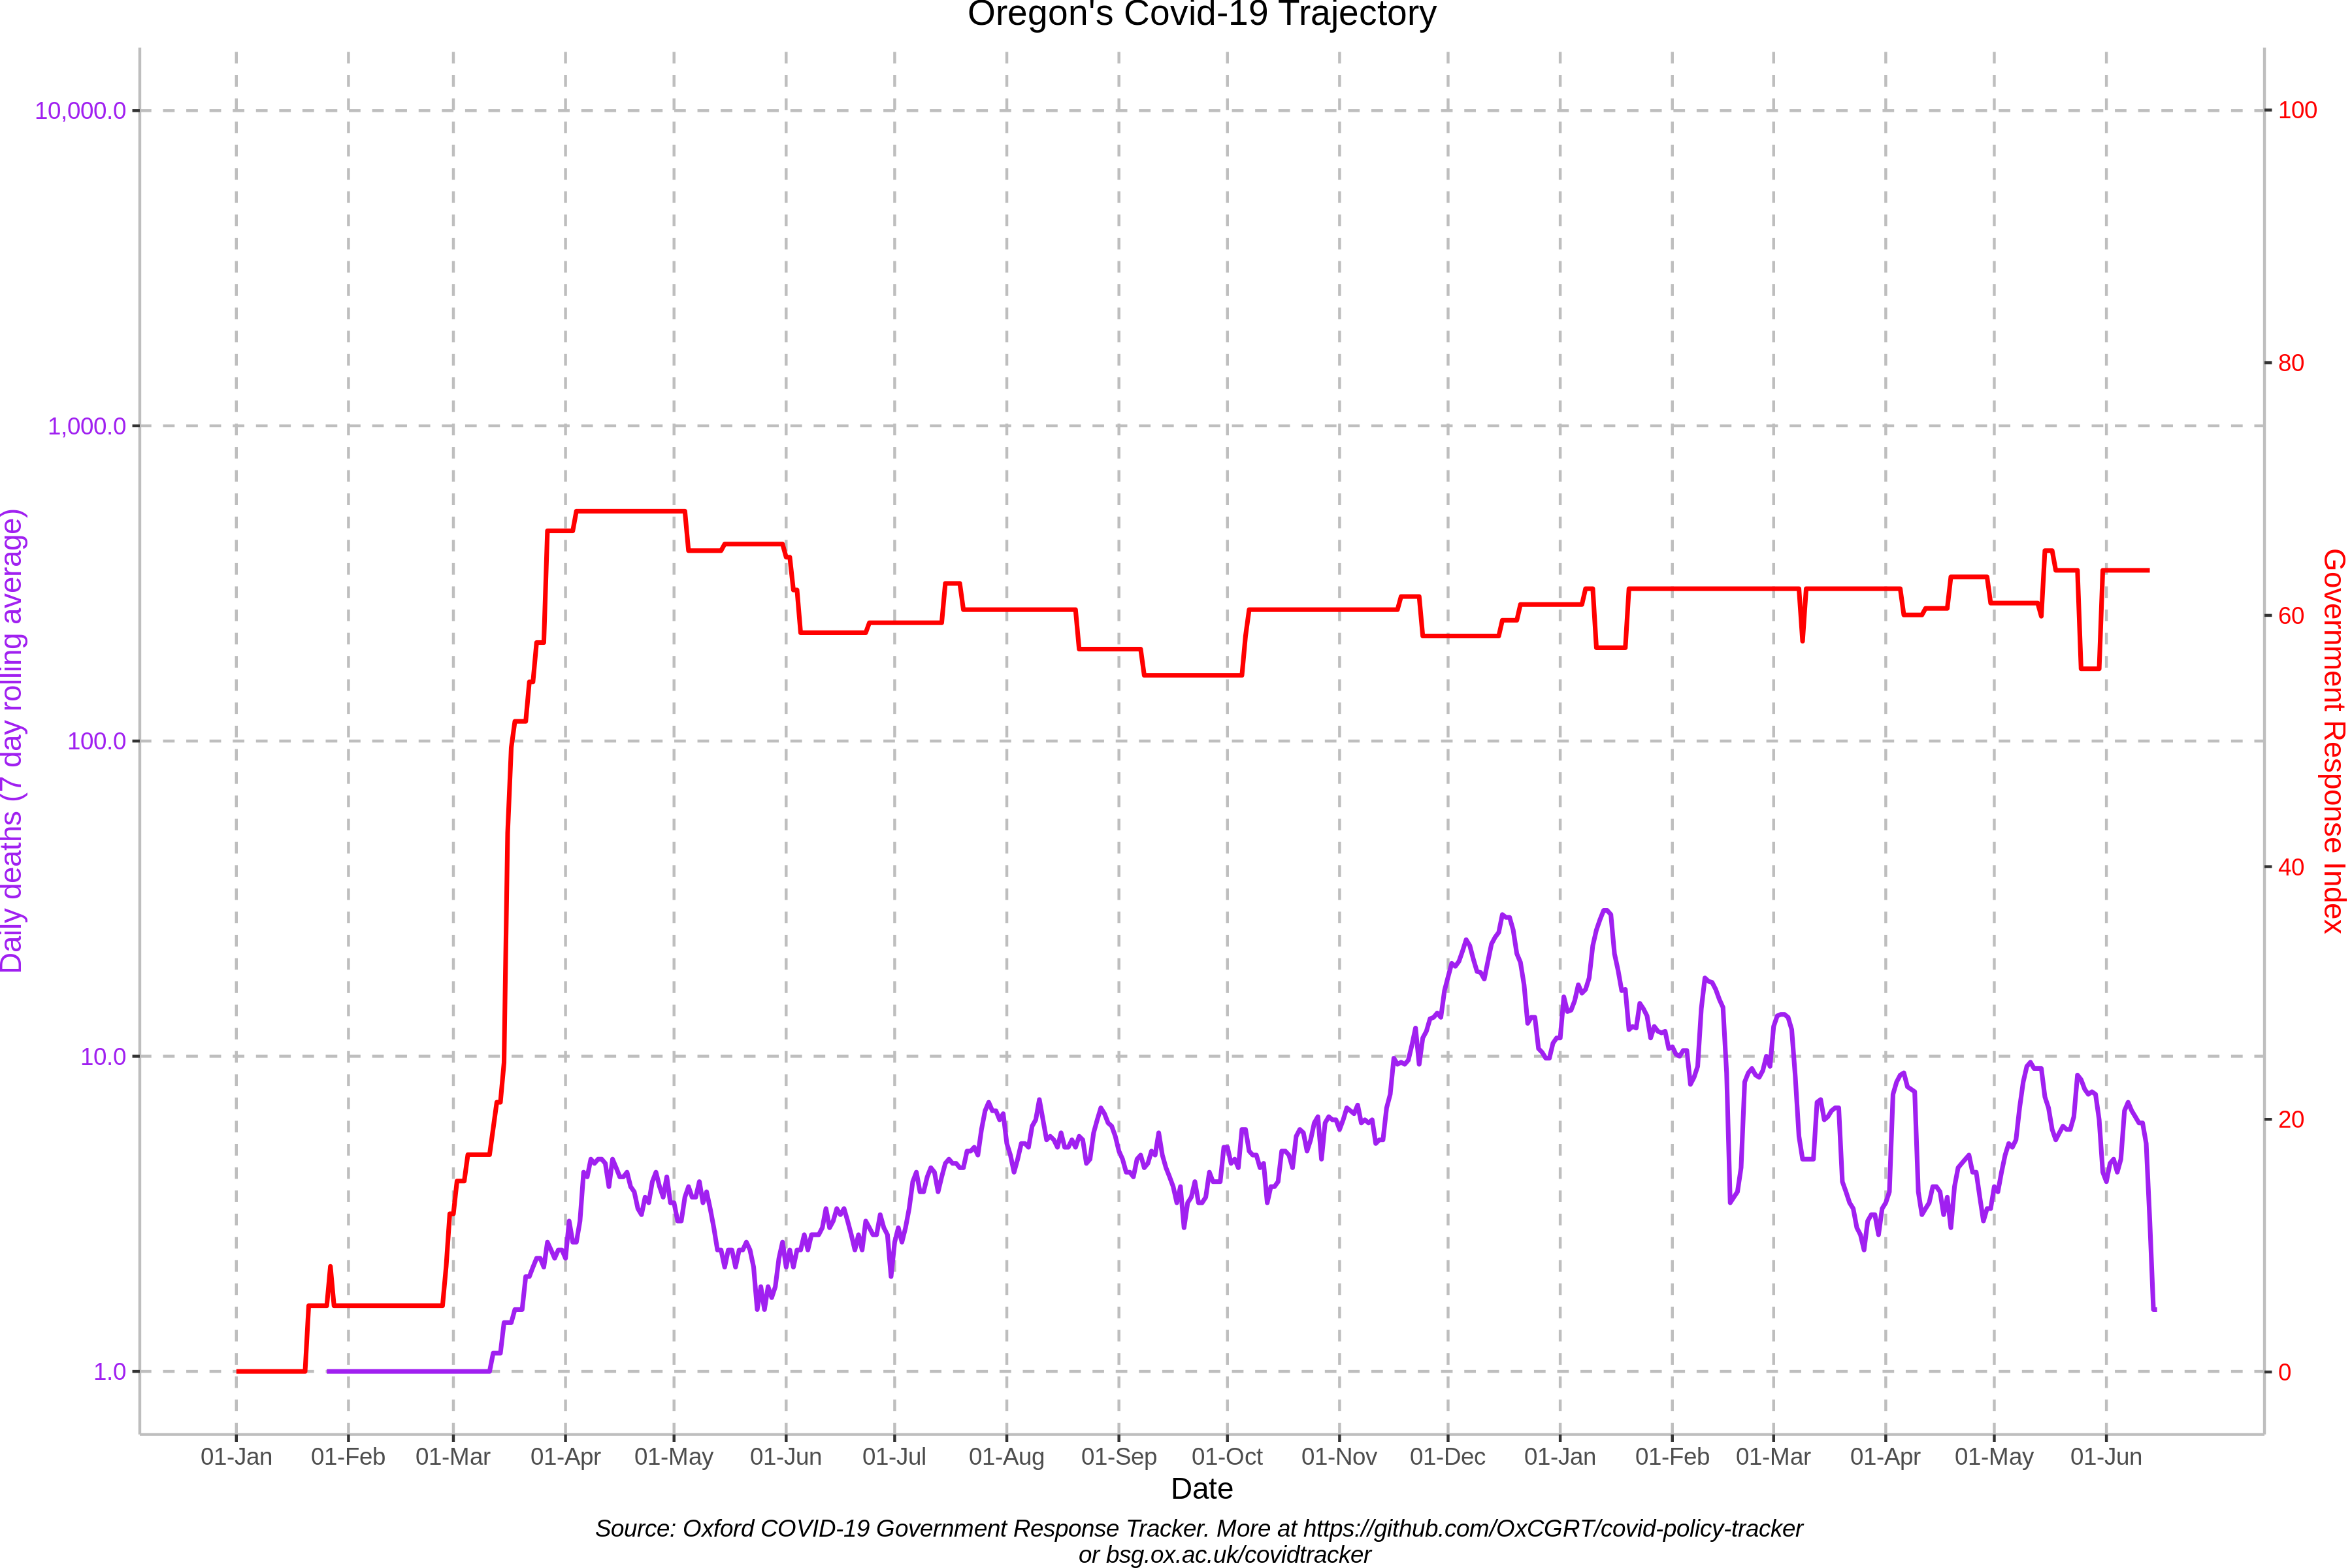 Oregon's Covid-19 Trajectory
10,000.0
1,000.0
100.0
10.0
1.0
Daily deaths (7 day rolling average)
100
80
60
40
20
0
Government Response Index
01-Jan 01-Feb 01-Mar 01-Apr 01-May 01-Jun 01-Jul 01-Aug 01-Sep 01-Oct 01-Nov 01-Dec 01-Jan 01-Feb 01-Mar 01-Apr 01-May 01-Jun
Date
Source: Oxford COVID-19 Government Response Tracker. More at https://github.com/OxCGRT/covid-policy-tracker
or bsg.ox.ac.uk/covidtracker